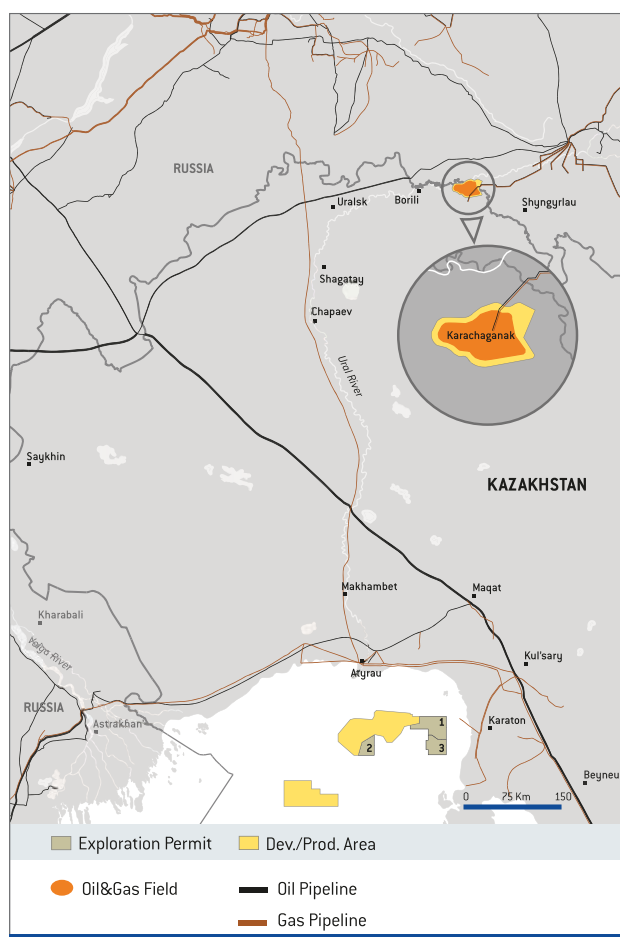 RUSSIA
Uralsk
Borili
Shyngyrlau
Shagatay
Chapaev
Karachaganak
Ural River
Saykhin
KAZAKHSTAN
Makhambet
Maqat
Kharabali
Volga River
Kul'sary
Atyrau
RUSSIA
Astrakhan
1
Karaton
2
3
Beyneu
0 75 Km 150
Exploration Permit
Dev./Prod. Area
Oil&Gas Field
Oil Pipeline
Gas Pipeline